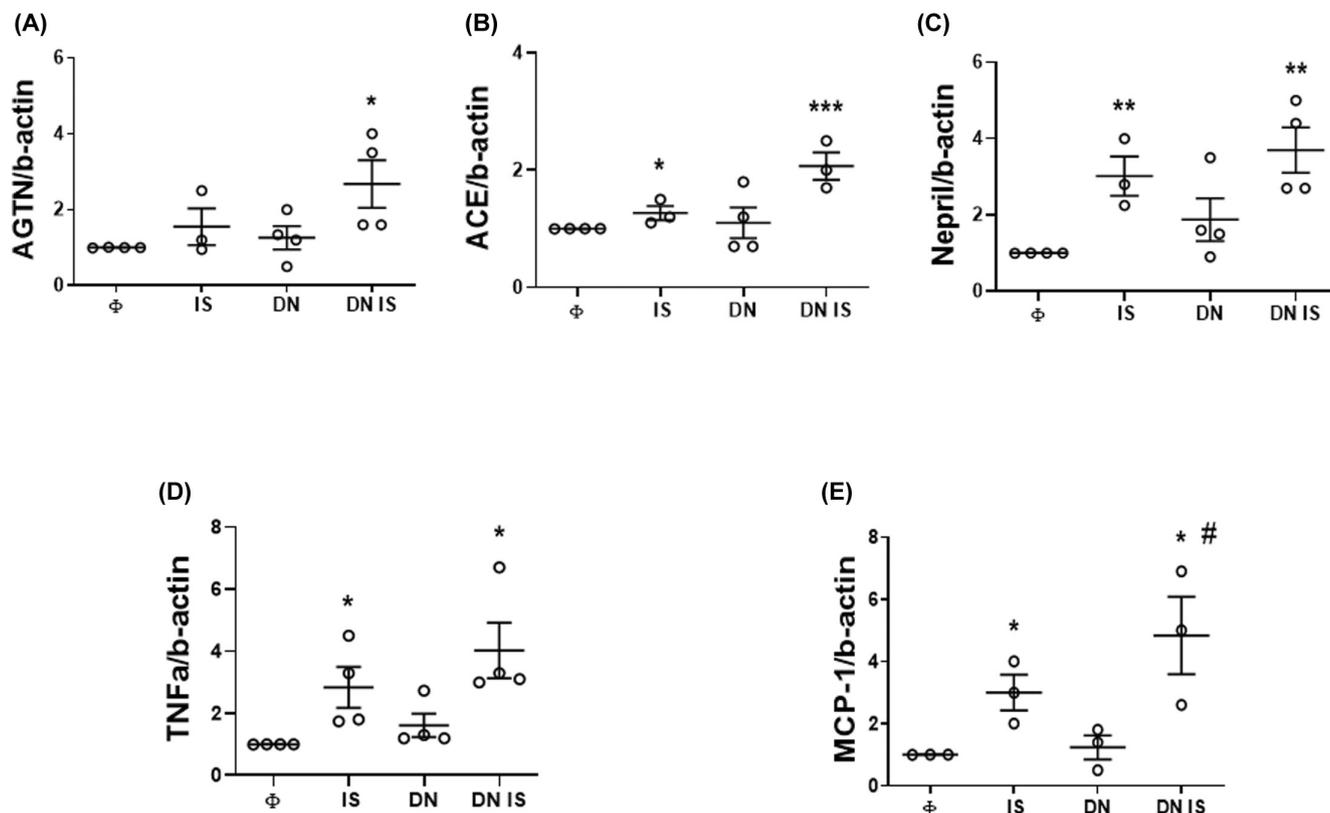 (A)
AGTN/b-actin
6
4
2
0
*
Φ IS DN DN IS
(B)
ACE/b-actin
4
2
0
*
***
Φ IS DN DN IS
(C)
Nepril/b-actin
6
4
2
0
**
**
Φ IS DN DN IS
(D)
TNFa/b-actin
8
6
4
2
0
*
*
Φ IS DN DN IS
(E)
MCP-1/b-actin
8
6
4
2
0
*
* #
Φ IS DN DN IS